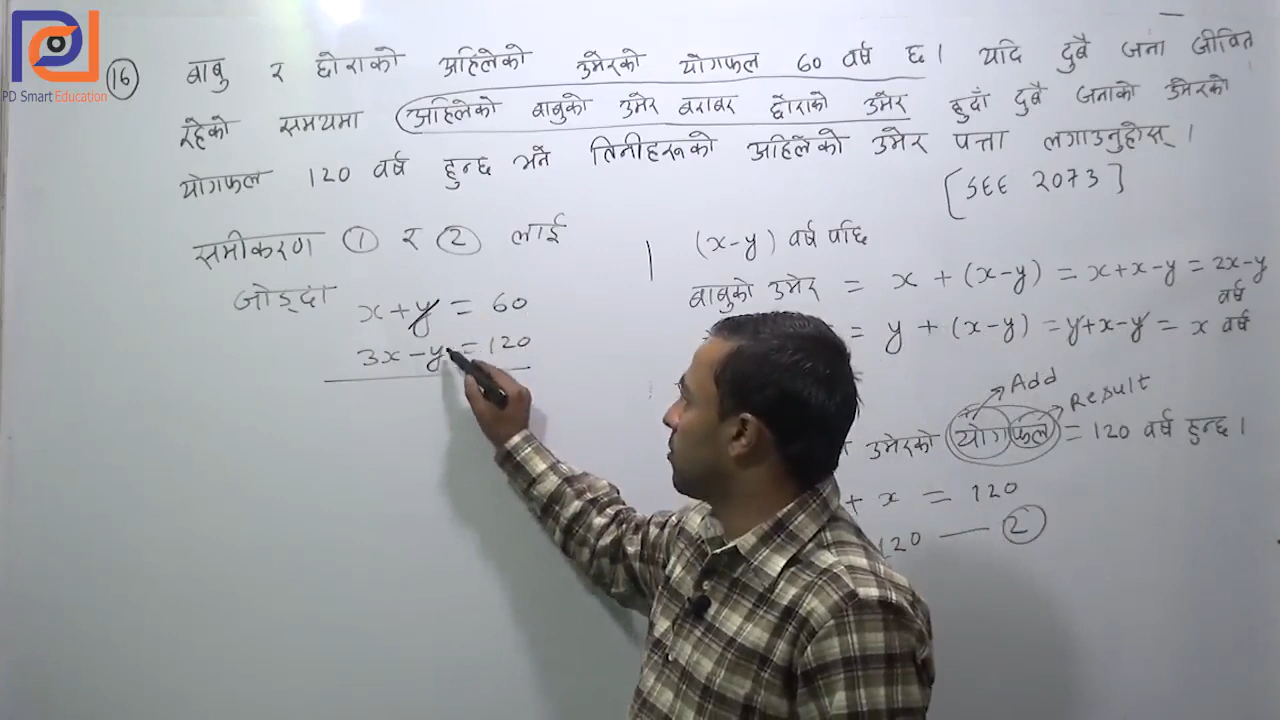 PD Smart Education
16 बाबु र छोराको अहिलेको उमेरको योगफल 60 वर्ष छ। यदि दुबै जना जीवित
रहेको समयमा अहिलेको बाबुको उमेर बराबर छोराको उमेर हुदाँ दुबै जनाको उमेरको
योगफल 120 वर्ष हुन्छ भने तिनीहरूको अहिलेको उमेर पत्ता लगाउनुहोस्।
[SEE 2073]
समीकरण 1 र 2 लाई
जोड्दा
x + y = 60
3x - y = 120
(x-y) वर्ष पछि
बाबुको उमेर = x + (x-y) = x+x-y = 2x-y वर्ष
= y + (x-y) = y+x-y = x वर्ष
Add
Result
उमेरको योगफल = 120 वर्ष हुन्छ।
+ x = 120
120 — 2